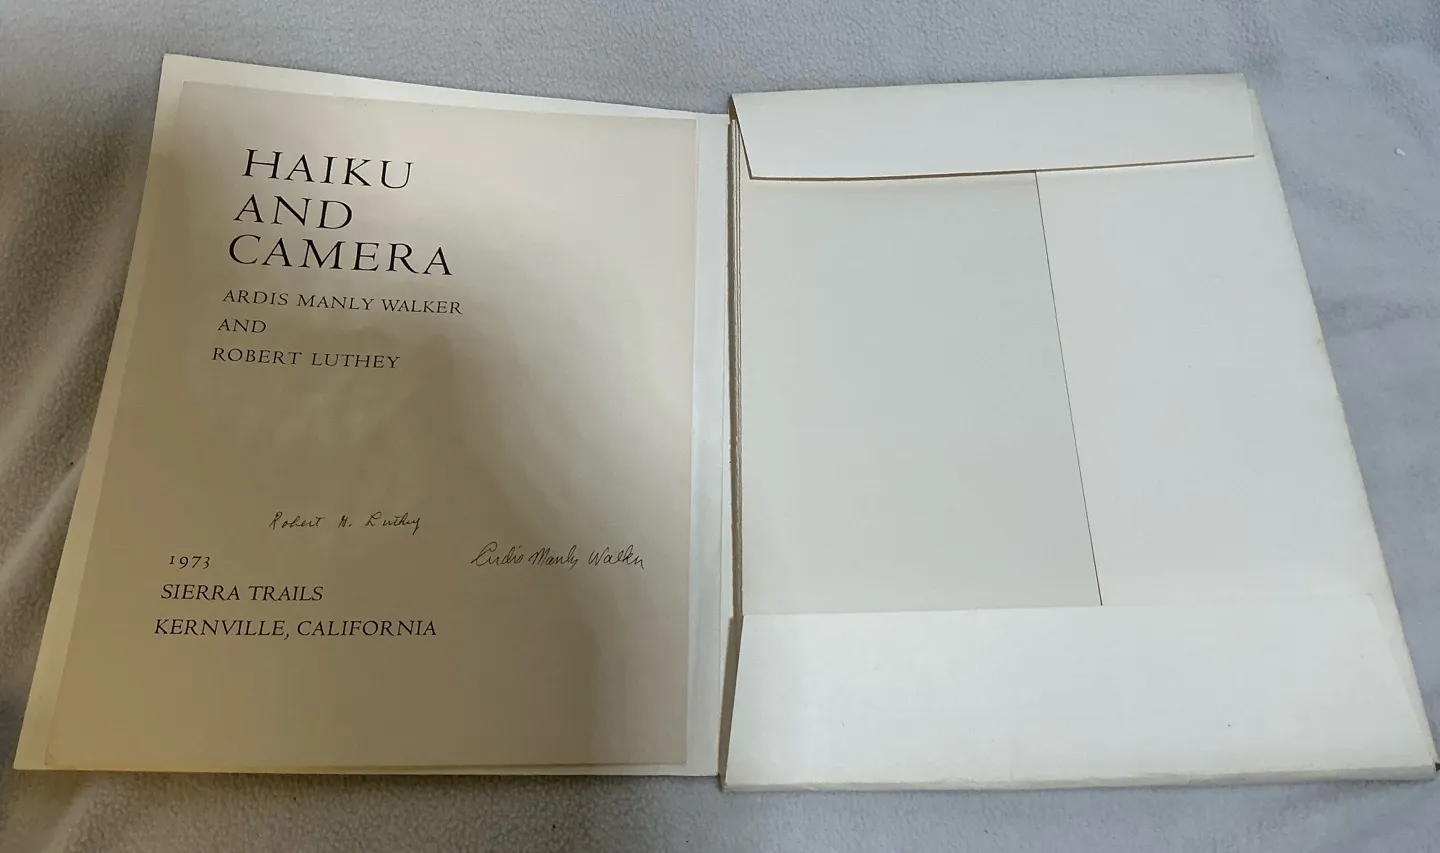 HAIKU
AND
CAMERA
ARDIS MANLY WALKER
AND
ROBERT LUTHEY
Robert H. Luthey
Ardis Manly Walker
1973
SIERRA TRAILS
KERNVILLE, CALIFORNIA